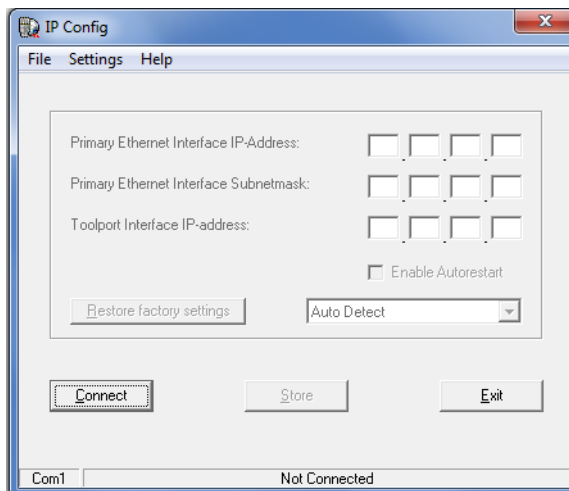 IP Config
File Settings Help
Primary Ethernet Interface IP-Address:
Primary Ethernet Interface Subnetmask:
Toolport Interface IP-address:
Enable Autorestart
Restore factory settings Auto Detect
Connect Store Exit
Com1 Not Connected